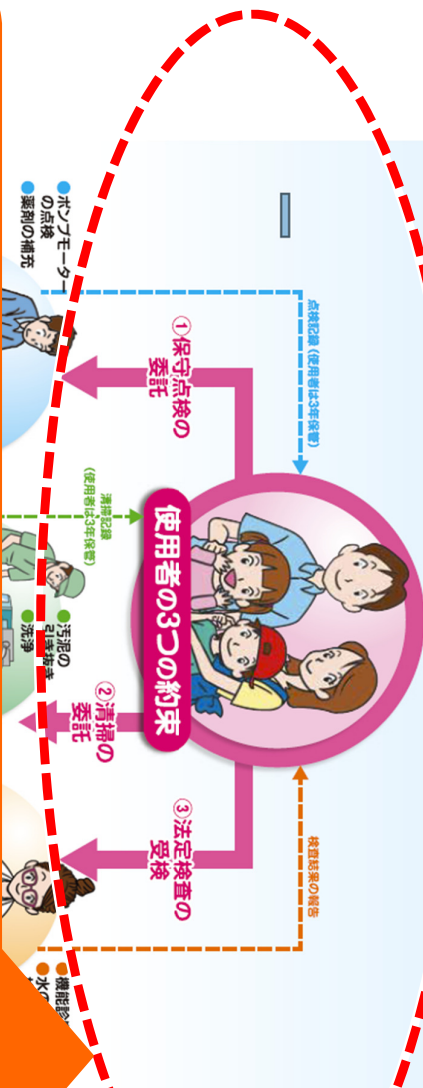 点検記録（使用者は3年保管）
●ポンプモーター
の点検
●薬剤の補充
①保守点検の
委託
清掃記録
（使用者は3年保管）
使用者の3つの約束
●汚泥の
引き抜き
●洗浄
②清掃の
委託
③法定検査の
受検
検査結果の報告
●機能診
●水の